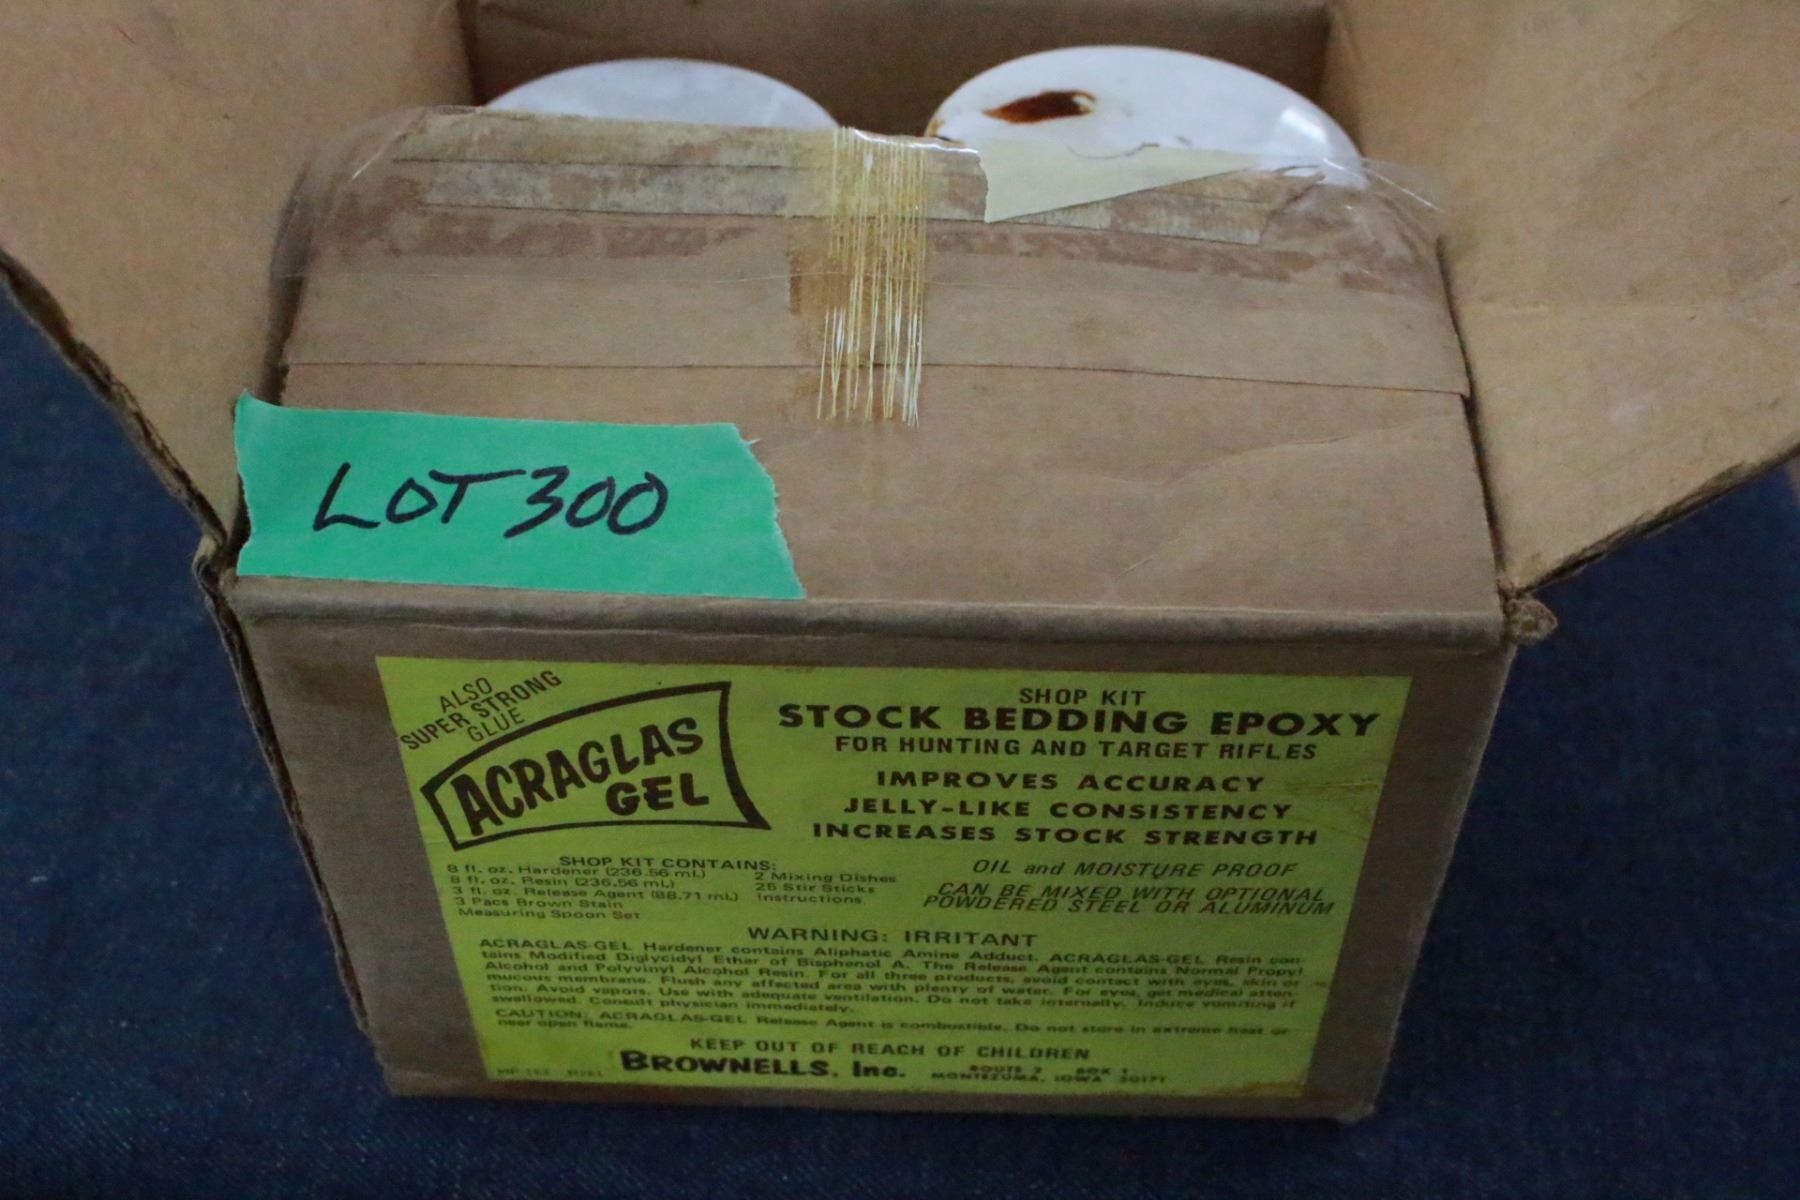 LOT 300
ALSO
SUPER STRONG
GLUE
ACRAGLAS
GEL
SHOP KIT
STOCK BEDDING EPOXY
FOR HUNTING AND TARGET RIFLES
IMPROVES ACCURACY
JELLY-LIKE CONSISTENCY
INCREASES STOCK STRENGTH
OIL and MOISTURE PROOF
CAN BE MIXED WITH OPTIONAL
POWDERED STEEL OR ALUMINUM
SHOP KIT CONTAINS:
8 fl. oz. Hardener (236.56 mL)
8 fl. oz. Resin (236.56 mL)
3 fl. oz. Release Agent (88.71 mL)
3 Pacs Brown Stain
Measuring Spoon Set
2 Mixing Dishes
25 Stir Sticks
Instructions
WARNING: IRRITANT
ACRAGLAS-GEL Hardener contains Aliphatic Amine Adduct. ACRAGLAS-GEL Resin con-
tains Modified Diglycidyl Ether of Bisphenol A. The Release Agent contains Normal Propyl
Alcohol and Polyvinyl Alcohol Resin. For all three products, avoid contact with eyes, skin or
mucous membrane. Flush any affected area with plenty of water. For eyes, get medical atten-
tion. Avoid vapors. Use with adequate ventilation. Do not take internally. Induce vomiting if
swallowed. Consult physician immediately.
CAUTION: ACRAGLAS-GEL Release Agent is combustible. Do not store in extreme heat or
near open flame.
KEEP OUT OF REACH OF CHILDREN
BROWNELLS, Inc.
ROUTE 2 BOX 1
MONTEZUMA, IOWA 50171